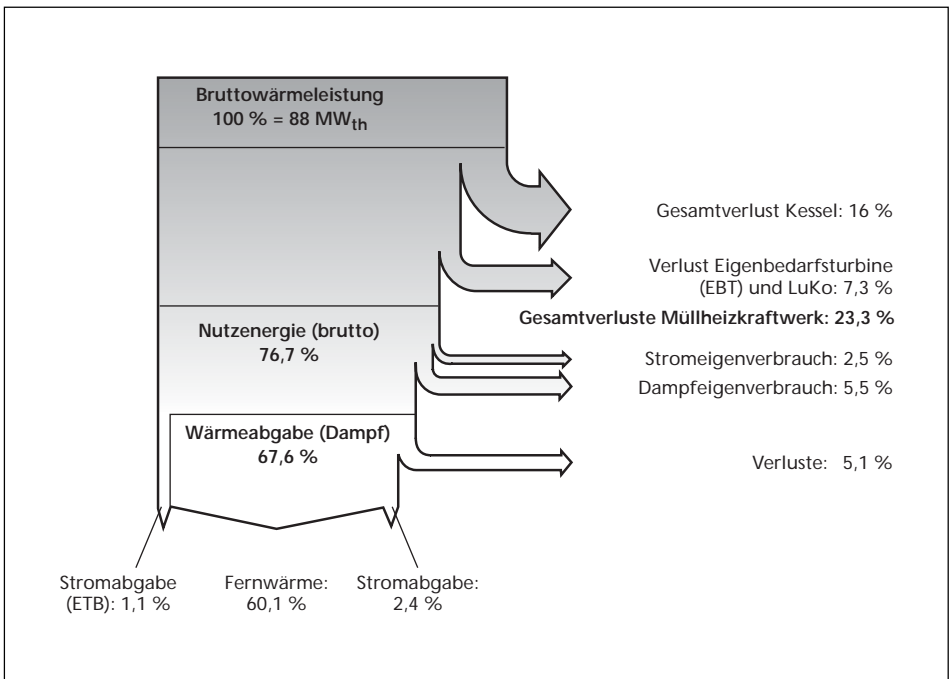 Bruttowärmeleistung
100 % = 88 MWth
Gesamtverlust Kessel: 16 %
Verlust Eigenbedarfsturbine
(EBT) und LuKo: 7,3 %
Gesamtverluste Müllheizkraftwerk: 23,3 %
Nutzenergie (brutto)
76,7 %
Stromeigenverbrauch: 2,5 %
Dampfeigenverbrauch: 5,5 %
Wärmeabgabe (Dampf)
67,6 %
Verluste: 5,1 %
Stromabgabe
(ETB): 1,1 %
Fernwärme:
60,1 %
Stromabgabe:
2,4 %